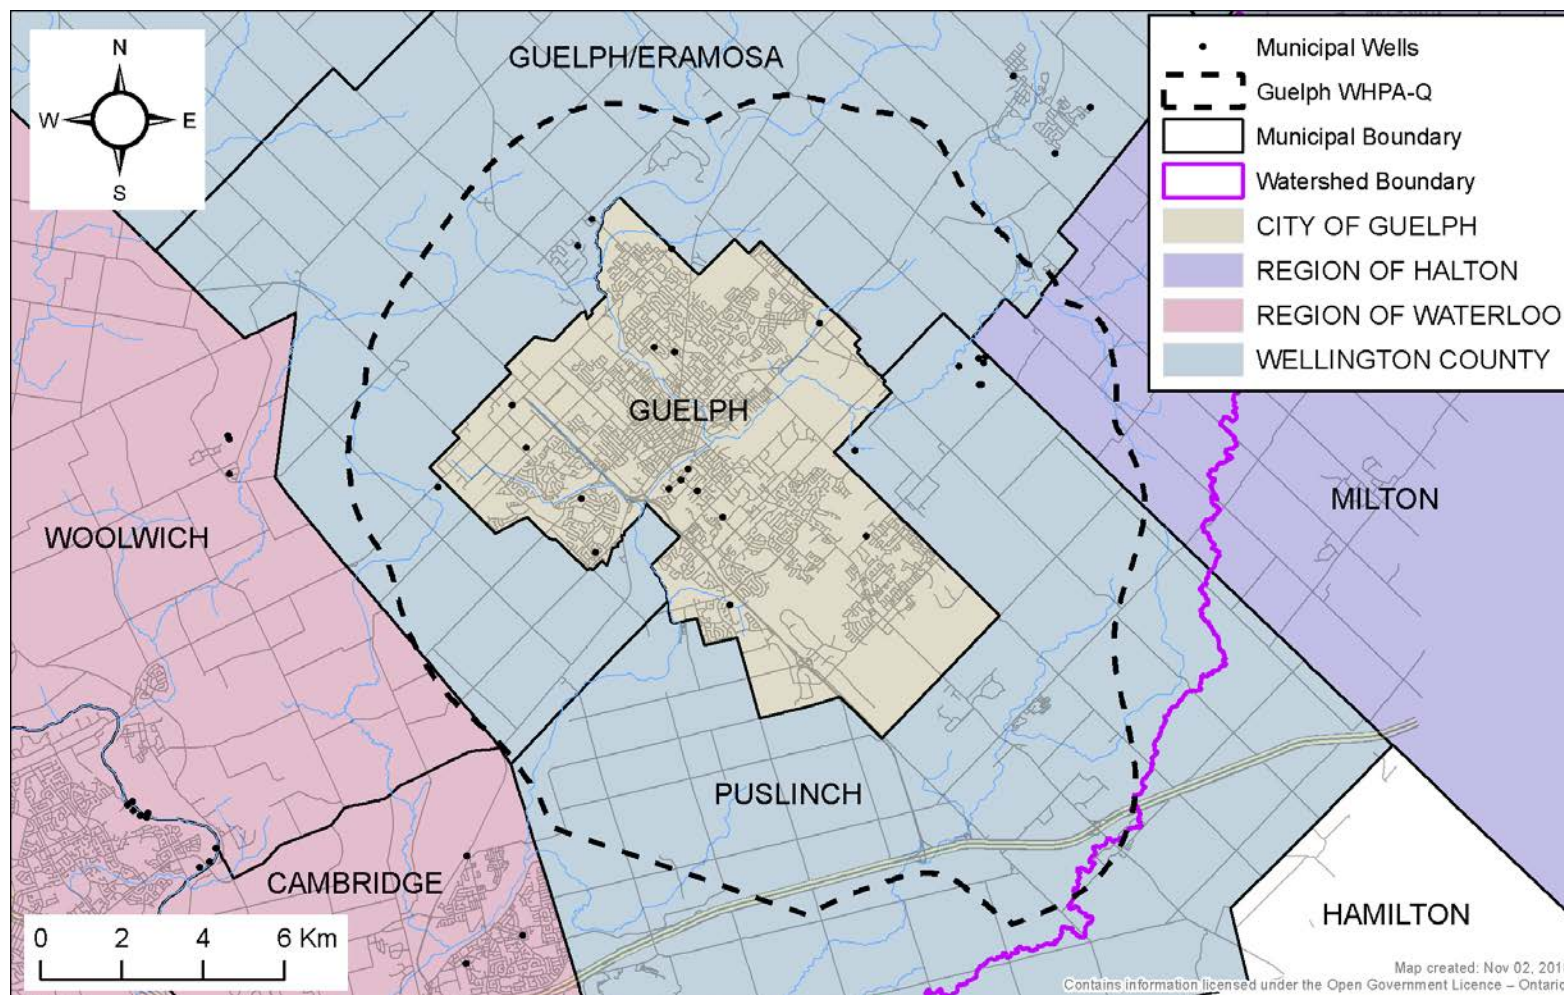 N
W E
S
GUELPH/ERAMOSA
Municipal Wells
Guelph WHPA-Q
Municipal Boundary
Watershed Boundary
CITY OF GUELPH
REGION OF HALTON
REGION OF WATERLOO
WELLINGTON COUNTY
GUELPH
WOOLWICH
MILTON
PUSLINCH
CAMBRIDGE
HAMILTON
0 2 4 6 Km
Map created: Nov 02, 201
Contains information licensed under the Open Government Licence – Ontario